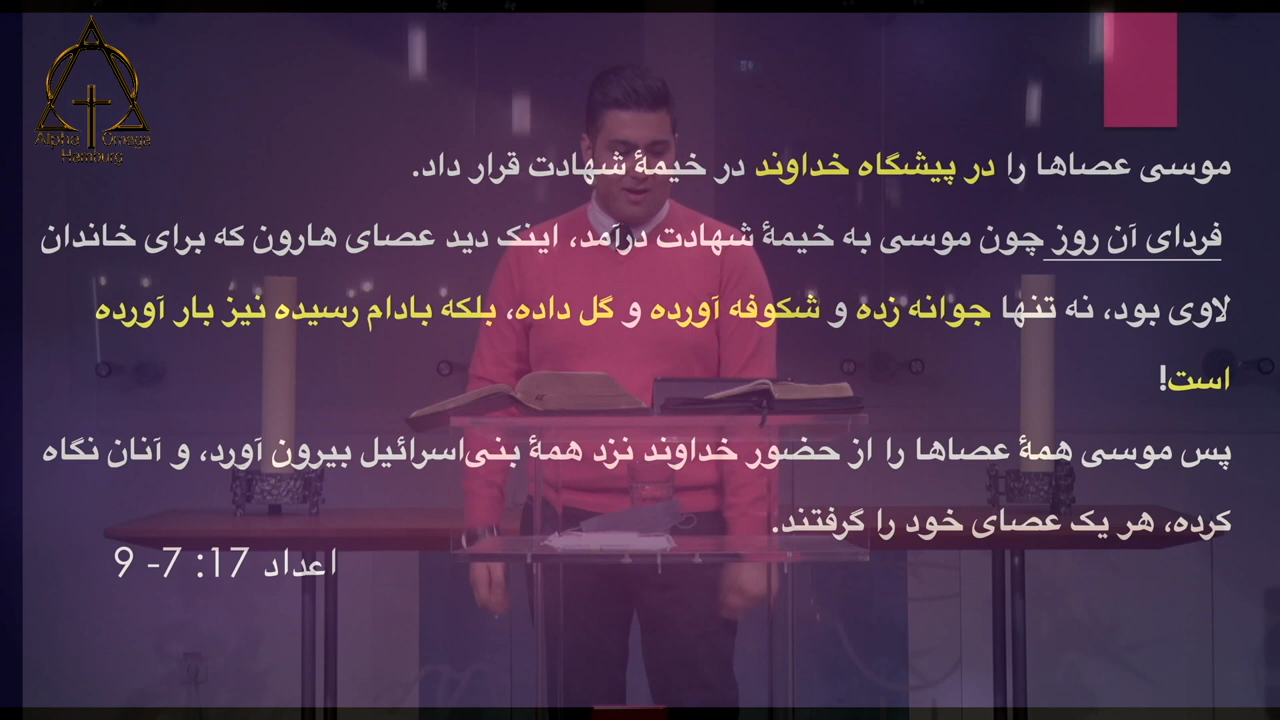 Alpha Omega
Hamburg
موسی عصاها را در پیشگاه خداوند در خیمهٔ شهادت قرار داد.
فردای آن روز چون موسی به خیمهٔ شهادت درآمد، اینک دید عصای هارون که برای خاندان
لاوی بود، نه تنها جوانه زده و شکوفه آورده و گل داده، بلکه بادام رسیده نیز بار آورده
است!
پس موسی همهٔ عصاها را از حضور خداوند نزد همهٔ بنی‌اسرائیل بیرون آورد، و آنان نگاه
کرده، هر یک عصای خود را گرفتند.
اعداد 17: 7- 9